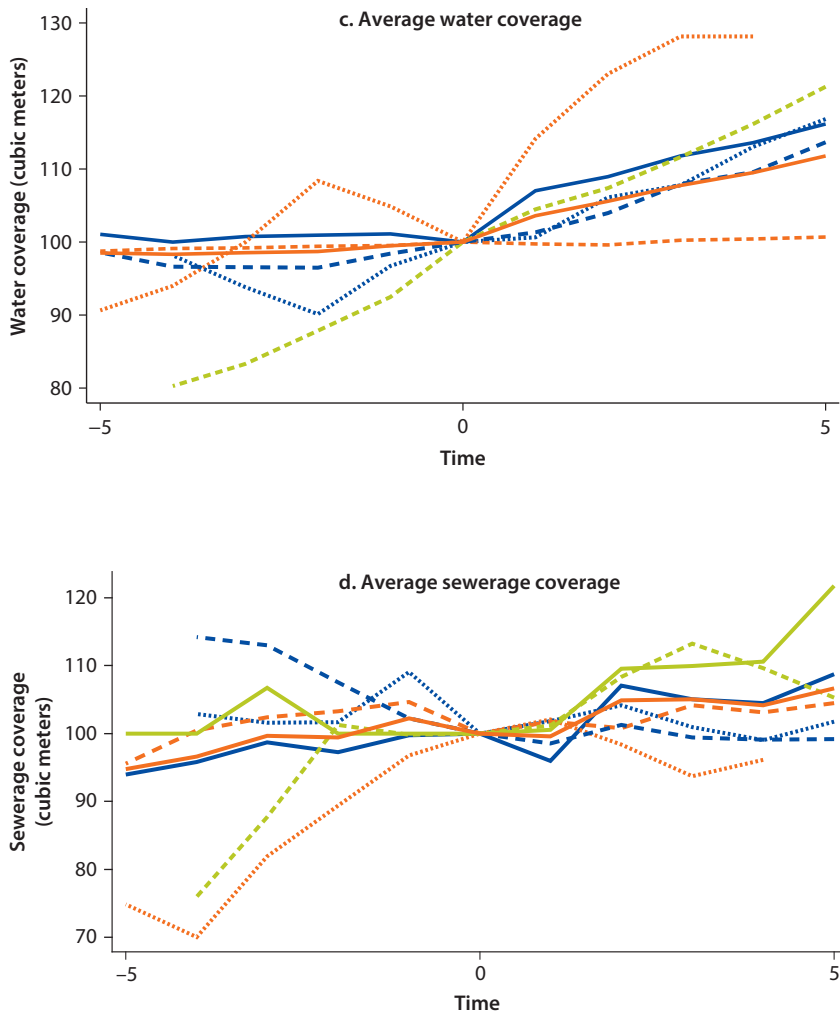 c. Average water coverage
130
120
110
100
90
80
Water coverage (cubic meters)
–5
0
5
Time
d. Average sewerage coverage
120
110
100
90
80
70
Sewerage coverage
(cubic meters)
–5
0
5
Time